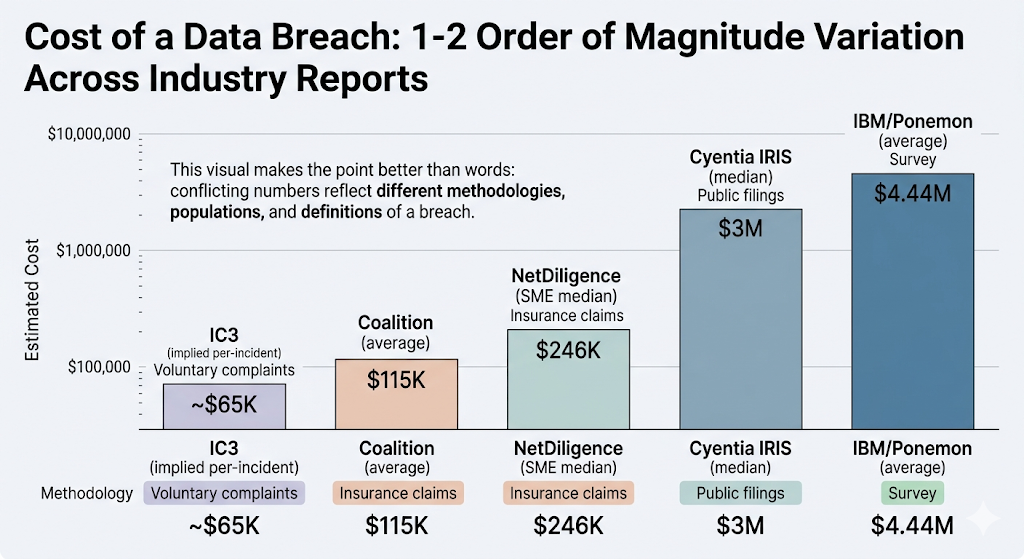 Cost of a Data Breach: 1-2 Order of Magnitude Variation
Across Industry Reports
$10,000,000
$1,000,000
$100,000
Estimated Cost
This visual makes the point better than words:
conflicting numbers reflect different methodologies,
populations, and definitions of a breach.
IC3
(implied per-incident)
Voluntary complaints
~$65K
Coalition
(average)
$115K
NetDiligence
(SME median)
Insurance claims
$246K
Cyentia IRIS
(median)
Public filings
$3M
IBM/Ponemon
(average)
Survey
$4.44M
IC3
(implied per-incident)
Coalition
(average)
NetDiligence
(SME median)
Cyentia IRIS
(median)
IBM/Ponemon
(average)
Methodology
Voluntary complaints
Insurance claims
Insurance claims
Public filings
Survey
~$65K
$115K
$246K
$3M
$4.44M